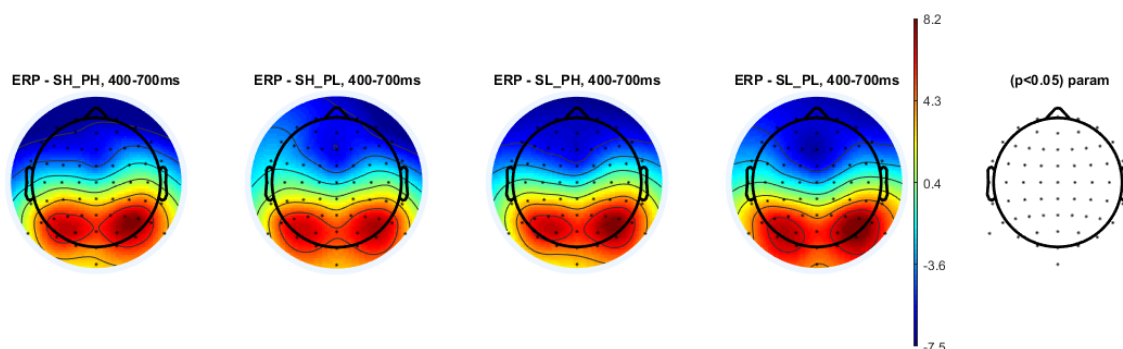 ERP - SH_PH, 400-700ms
ERP - SH_PL, 400-700ms
ERP - SL_PH, 400-700ms
ERP - SL_PL, 400-700ms
8.2
4.3
0.4
-3.6
-7.5
(p<0.05) param